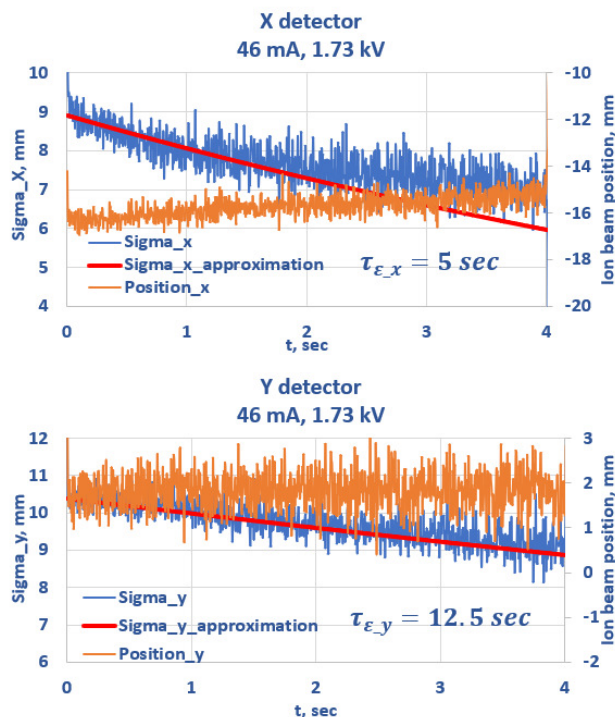 X detector
46 mA, 1.73 kV
10
9
8
7
6
5
4
Sigma_X, mm
-10
-12
-14
-16
-18
-20
Ion beam position, mm
Sigma_x
Sigma_x_approximation
Position_x
τε_x = 5 sec
0
1
2
3
4
t, sec
Y detector
46 mA, 1.73 kV
12
11
10
9
8
7
6
Sigma_y, mm
3
2
1
0
-1
-2
Ion beam position, mm
Sigma_y
Sigma_y_approximation
Position_y
τε_y = 12.5 sec
0
1
2
3
4
t, sec